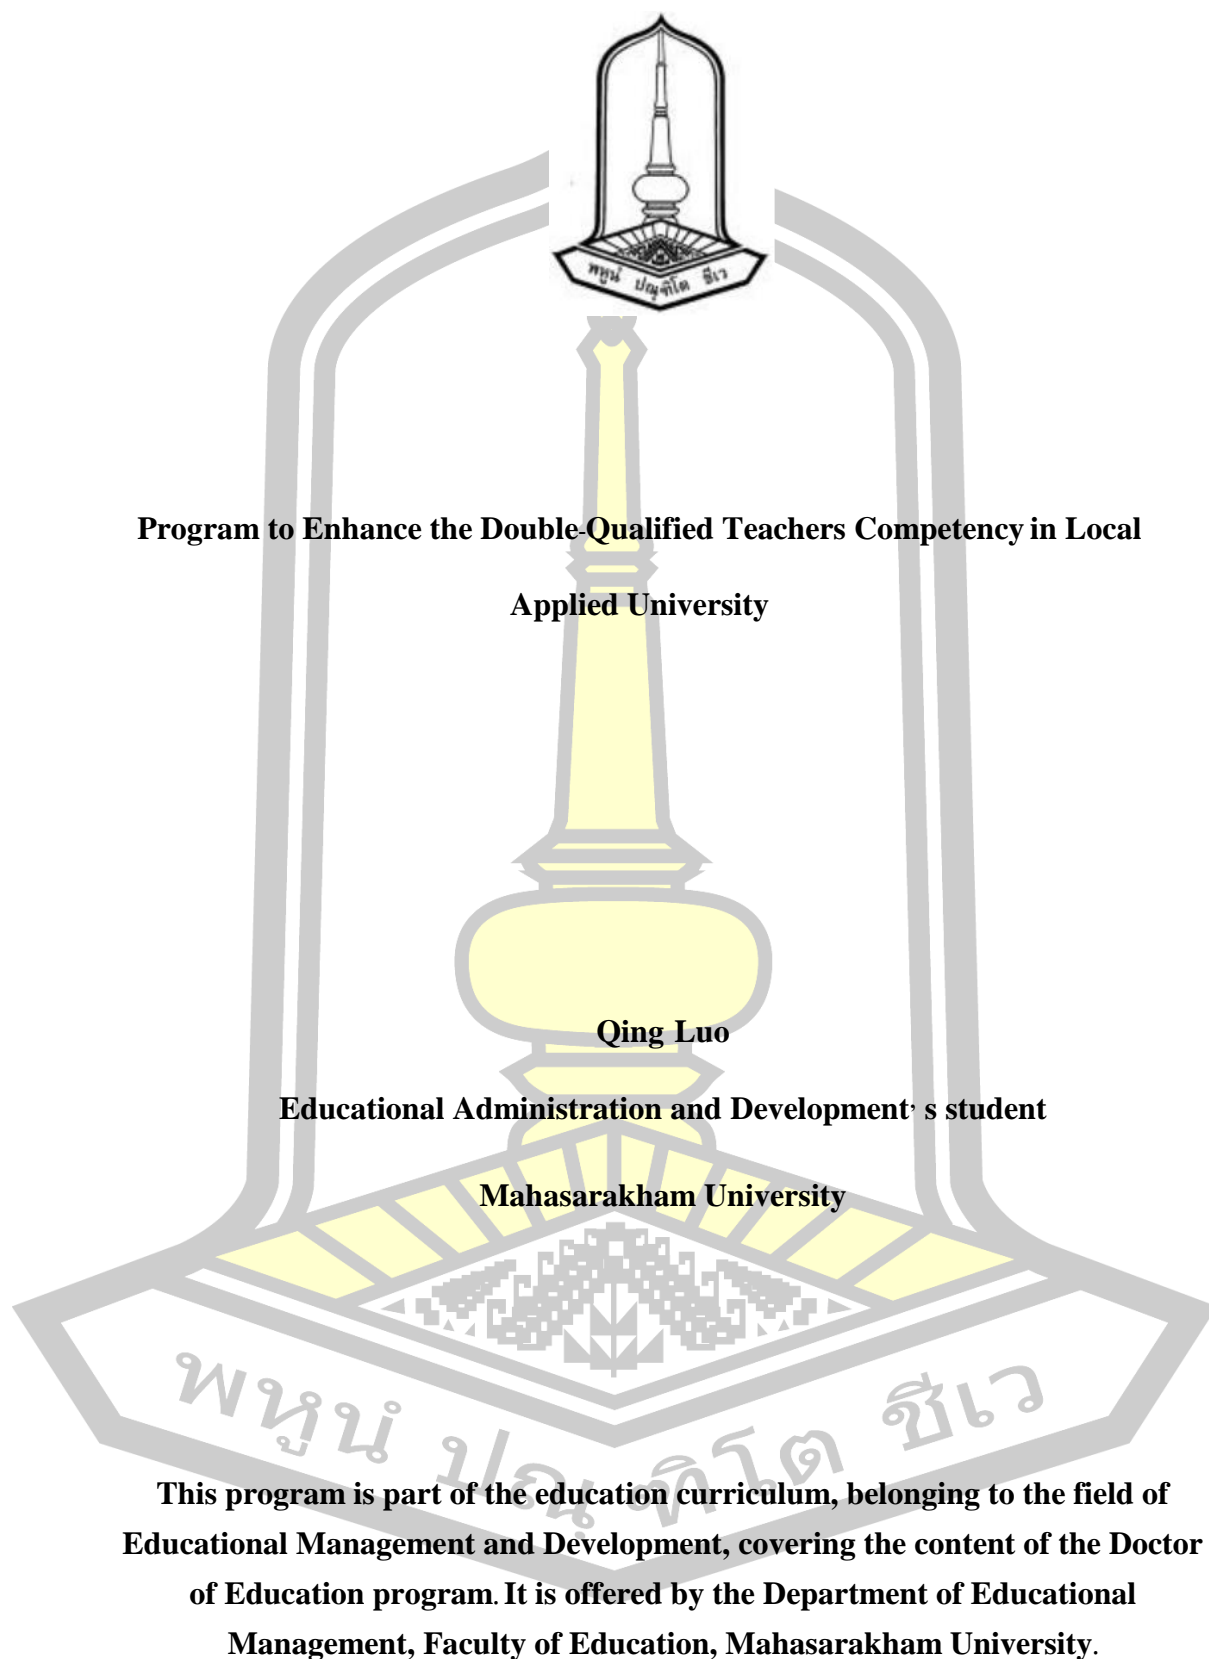 พหูนํ ปณฺฑิโต ชีเว
Program to Enhance the Double-Qualified Teachers Competency in Local
Applied University
Qing Luo
Educational Administration and Development, s student
Mahasarakham University
พหูนํ ปณฺฑิโต ชีเว
This program is part of the education curriculum, belonging to the field of
Educational Management and Development, covering the content of the Doctor
of Education program. It is offered by the Department of Educational
Management, Faculty of Education, Mahasarakham University.